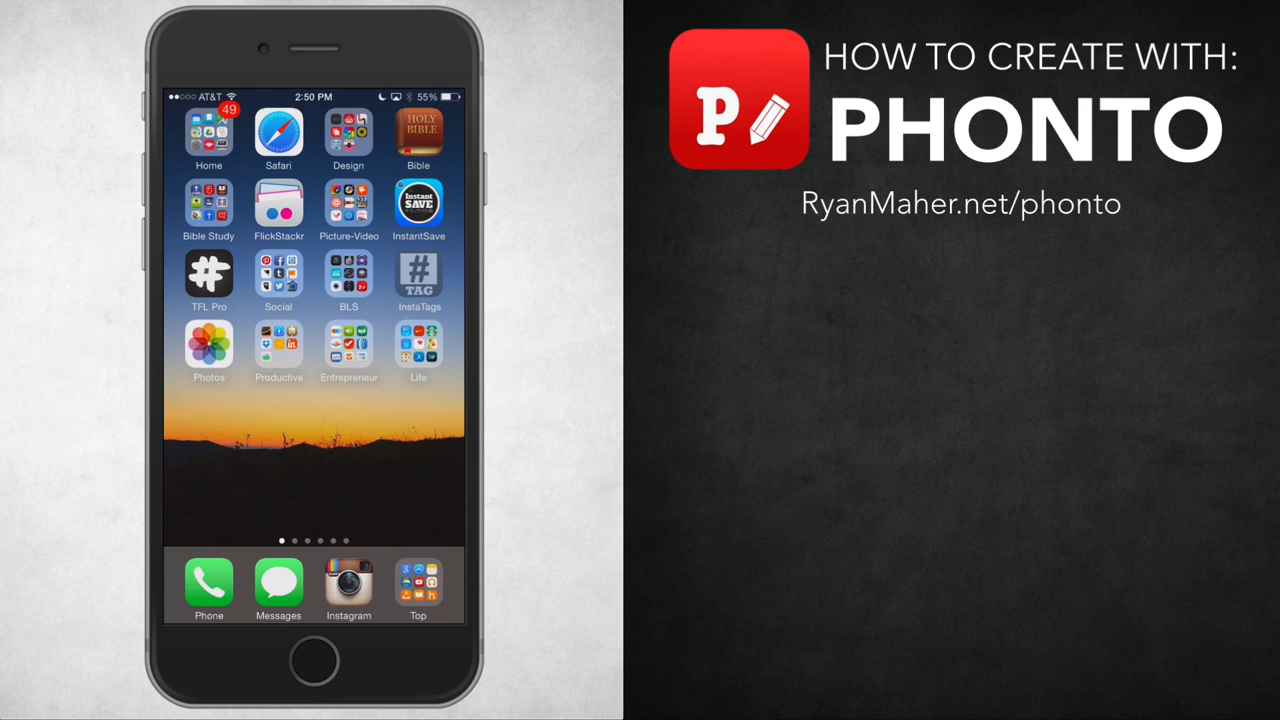 AT&T 2:50 PM 55%
49
HOLY BIBLE
Home Safari Design Bible
Instant SAVE
Bible Study FlickStackr Picture-Video InstantSave
# # TAG
TFL Pro Social BLS InstaTags
Photos Productive Entrepreneur Life
Phone Messages Instagram Top
P
HOW TO CREATE WITH:
PHONTO
RyanMaher.net/phonto